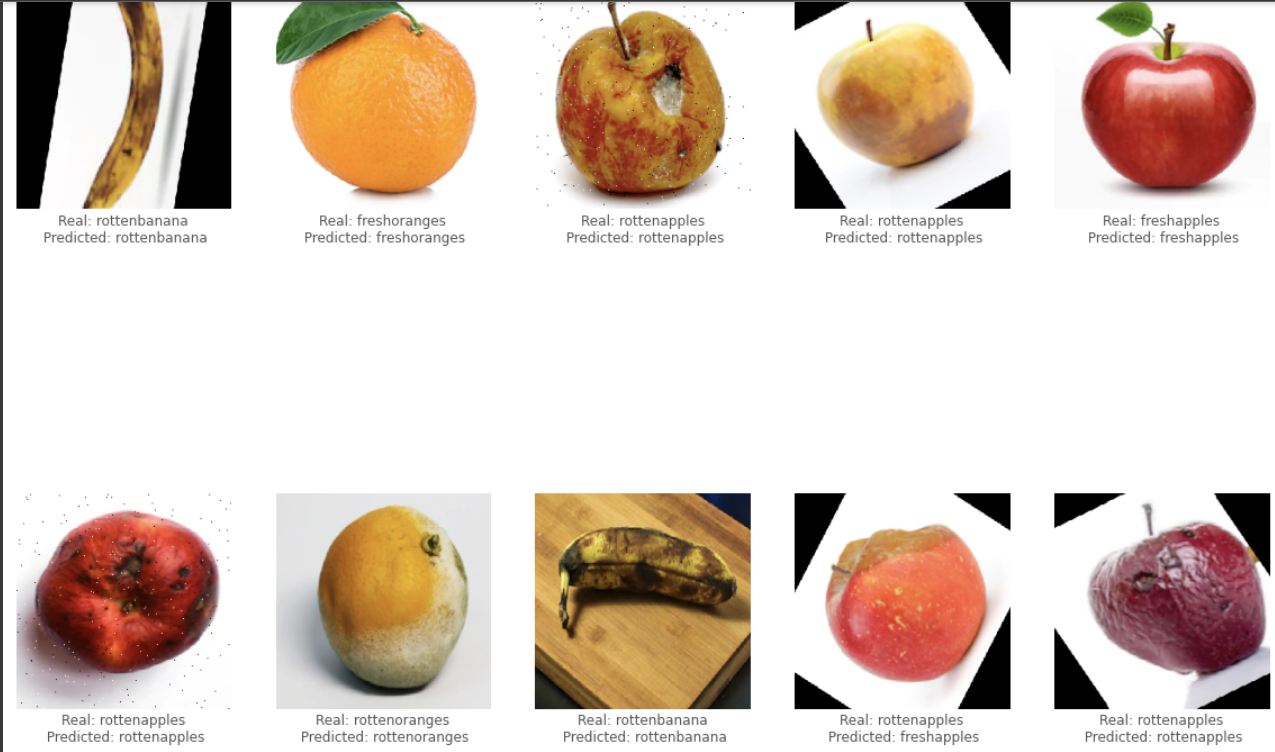 Real: rottenbanana
Predicted: rottenbanana
Real: freshoranges
Predicted: freshoranges
Real: rottenapples
Predicted: rottenapples
Real: rottenapples
Predicted: rottenapples
Real: freshapples
Predicted: freshapples
Real: rottenapples
Predicted: rottenapples
Real: rottenoranges
Predicted: rottenoranges
Real: rottenbanana
Predicted: rottenbanana
Real: rottenapples
Predicted: freshapples
Real: rottenapples
Predicted: rottenapples